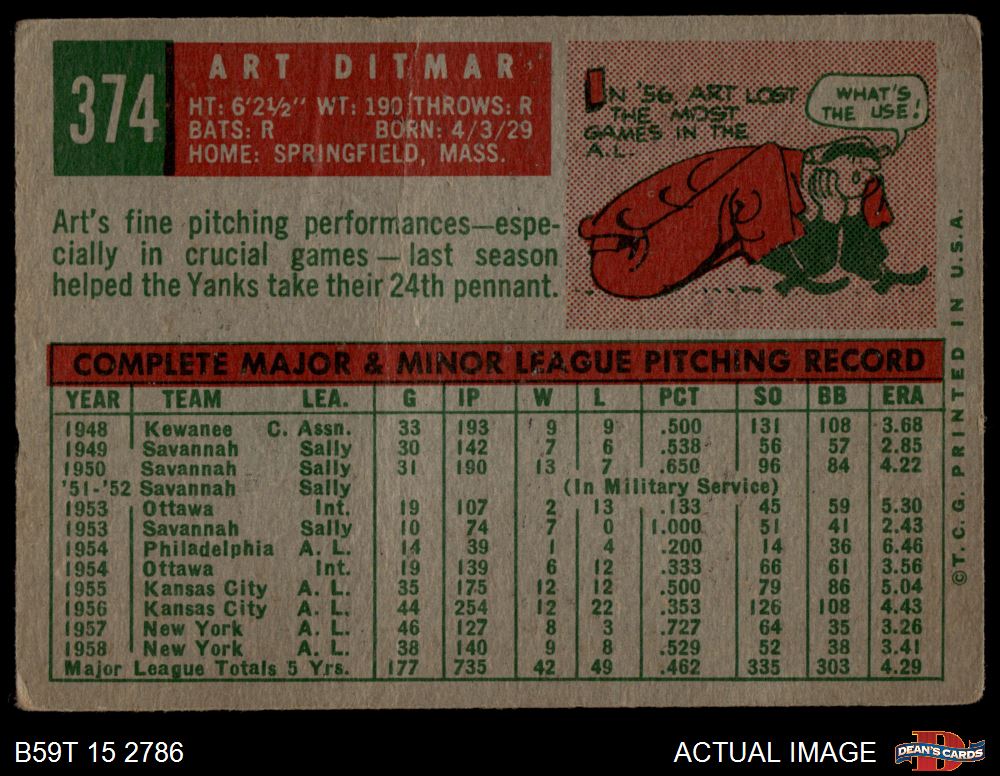 374
ART DITMAR
HT: 6'2½" WT: 190 THROWS: R
BATS: R BORN: 4/3/29
HOME: SPRINGFIELD, MASS.
IN '56, ART LOST
THE MOST
GAMES IN THE
A.L.
WHAT'S
THE USE!
Art's fine pitching performances—espe-
cially in crucial games—last season
helped the Yanks take their 24th pennant.
COMPLETE MAJOR & MINOR LEAGUE PITCHING RECORD
YEAR TEAM LEA. G IP W L PCT SO BB ERA
1948 Kewanee C. Assn. 33 193 9 9 .500 131 108 3.68
1949 Savannah Sally 30 142 7 6 .538 56 57 2.85
1950 Savannah Sally 31 190 13 7 .650 96 84 4.22
'51-'52 Savannah Sally (In Military Service)
1953 Ottawa Int. 19 107 2 13 .133 45 59 5.30
1953 Savannah Sally 10 74 7 0 1.000 51 41 2.43
1954 Philadelphia A. L. 14 39 1 4 .200 14 36 6.46
1954 Ottawa Int. 19 139 6 12 .333 66 61 3.56
1955 Kansas City A. L. 35 175 12 12 .500 79 86 5.04
1956 Kansas City A. L. 44 254 12 22 .353 126 108 4.43
1957 New York A. L. 46 127 8 3 .727 64 35 3.26
1958 New York A. L. 38 140 9 8 .529 52 38 3.41
Major League Totals 5 Yrs. 177 735 42 49 .462 335 303 4.29
©T.C.G. PRINTED IN U.S.A.
B59T 15 2786
ACTUAL IMAGE
DEAN'S CARDS